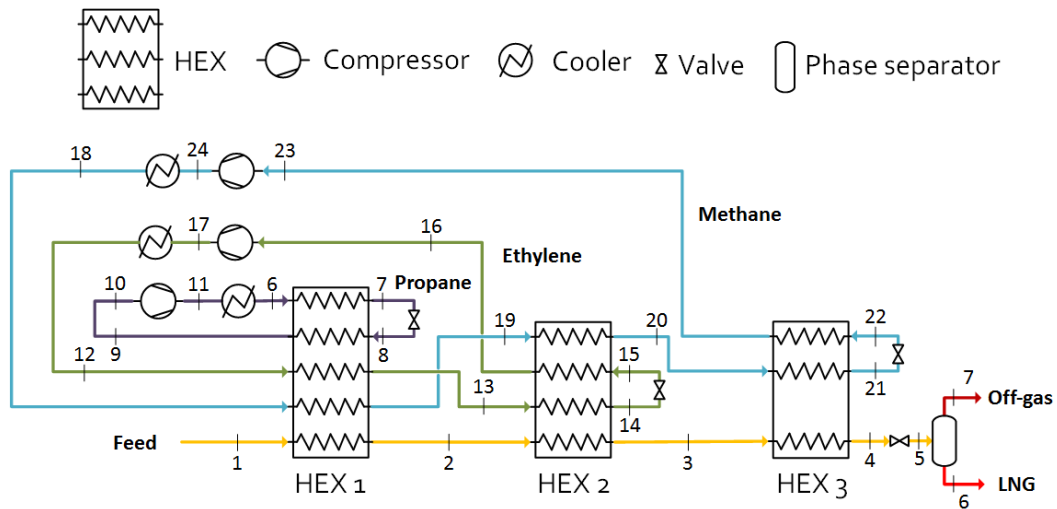 HEX
Compressor
Cooler
Valve
Phase separator
18
24
23
Methane
17
16
Ethylene
10
11
6
7
Propane
12
9
8
19
20
22
15
13
14
21
7
Off-gas
Feed
1
2
3
4
5
6
LNG
HEX 1
HEX 2
HEX 3